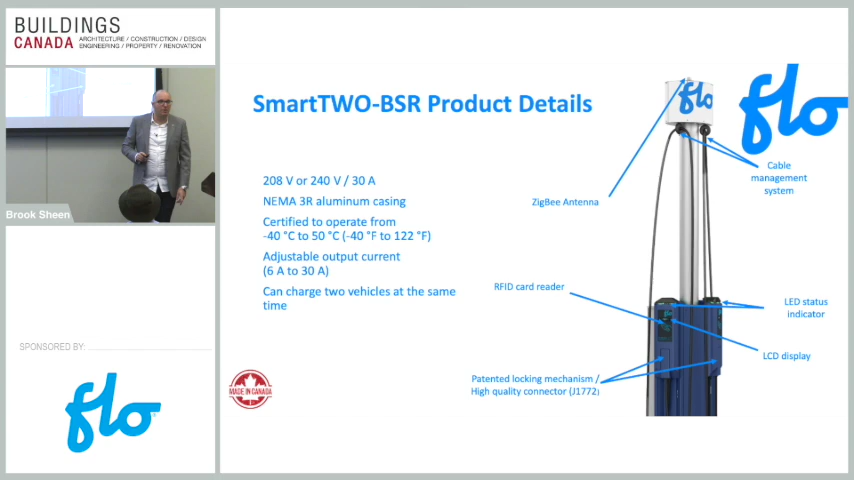 BUILDINGS
CANADA
ARCHITECTURE / CONSTRUCTION / DESIGN
ENGINEERING / PROPERTY / RENOVATION
Brook Sheen
SPONSORED BY:
flo
SmartTWO-BSR Product Details
208 V or 240 V / 30 A
NEMA 3R aluminum casing
Certified to operate from
-40 °C to 50 °C (-40 °F to 122 °F)
Adjustable output current
(6 A to 30 A)
Can charge two vehicles at the same
time
MADE IN CANADA
flo
flo
Cable
management
system
ZigBee Antenna
RFID card reader
LED status
indicator
LCD display
Patented locking mechanism /
High quality connector (J1772)